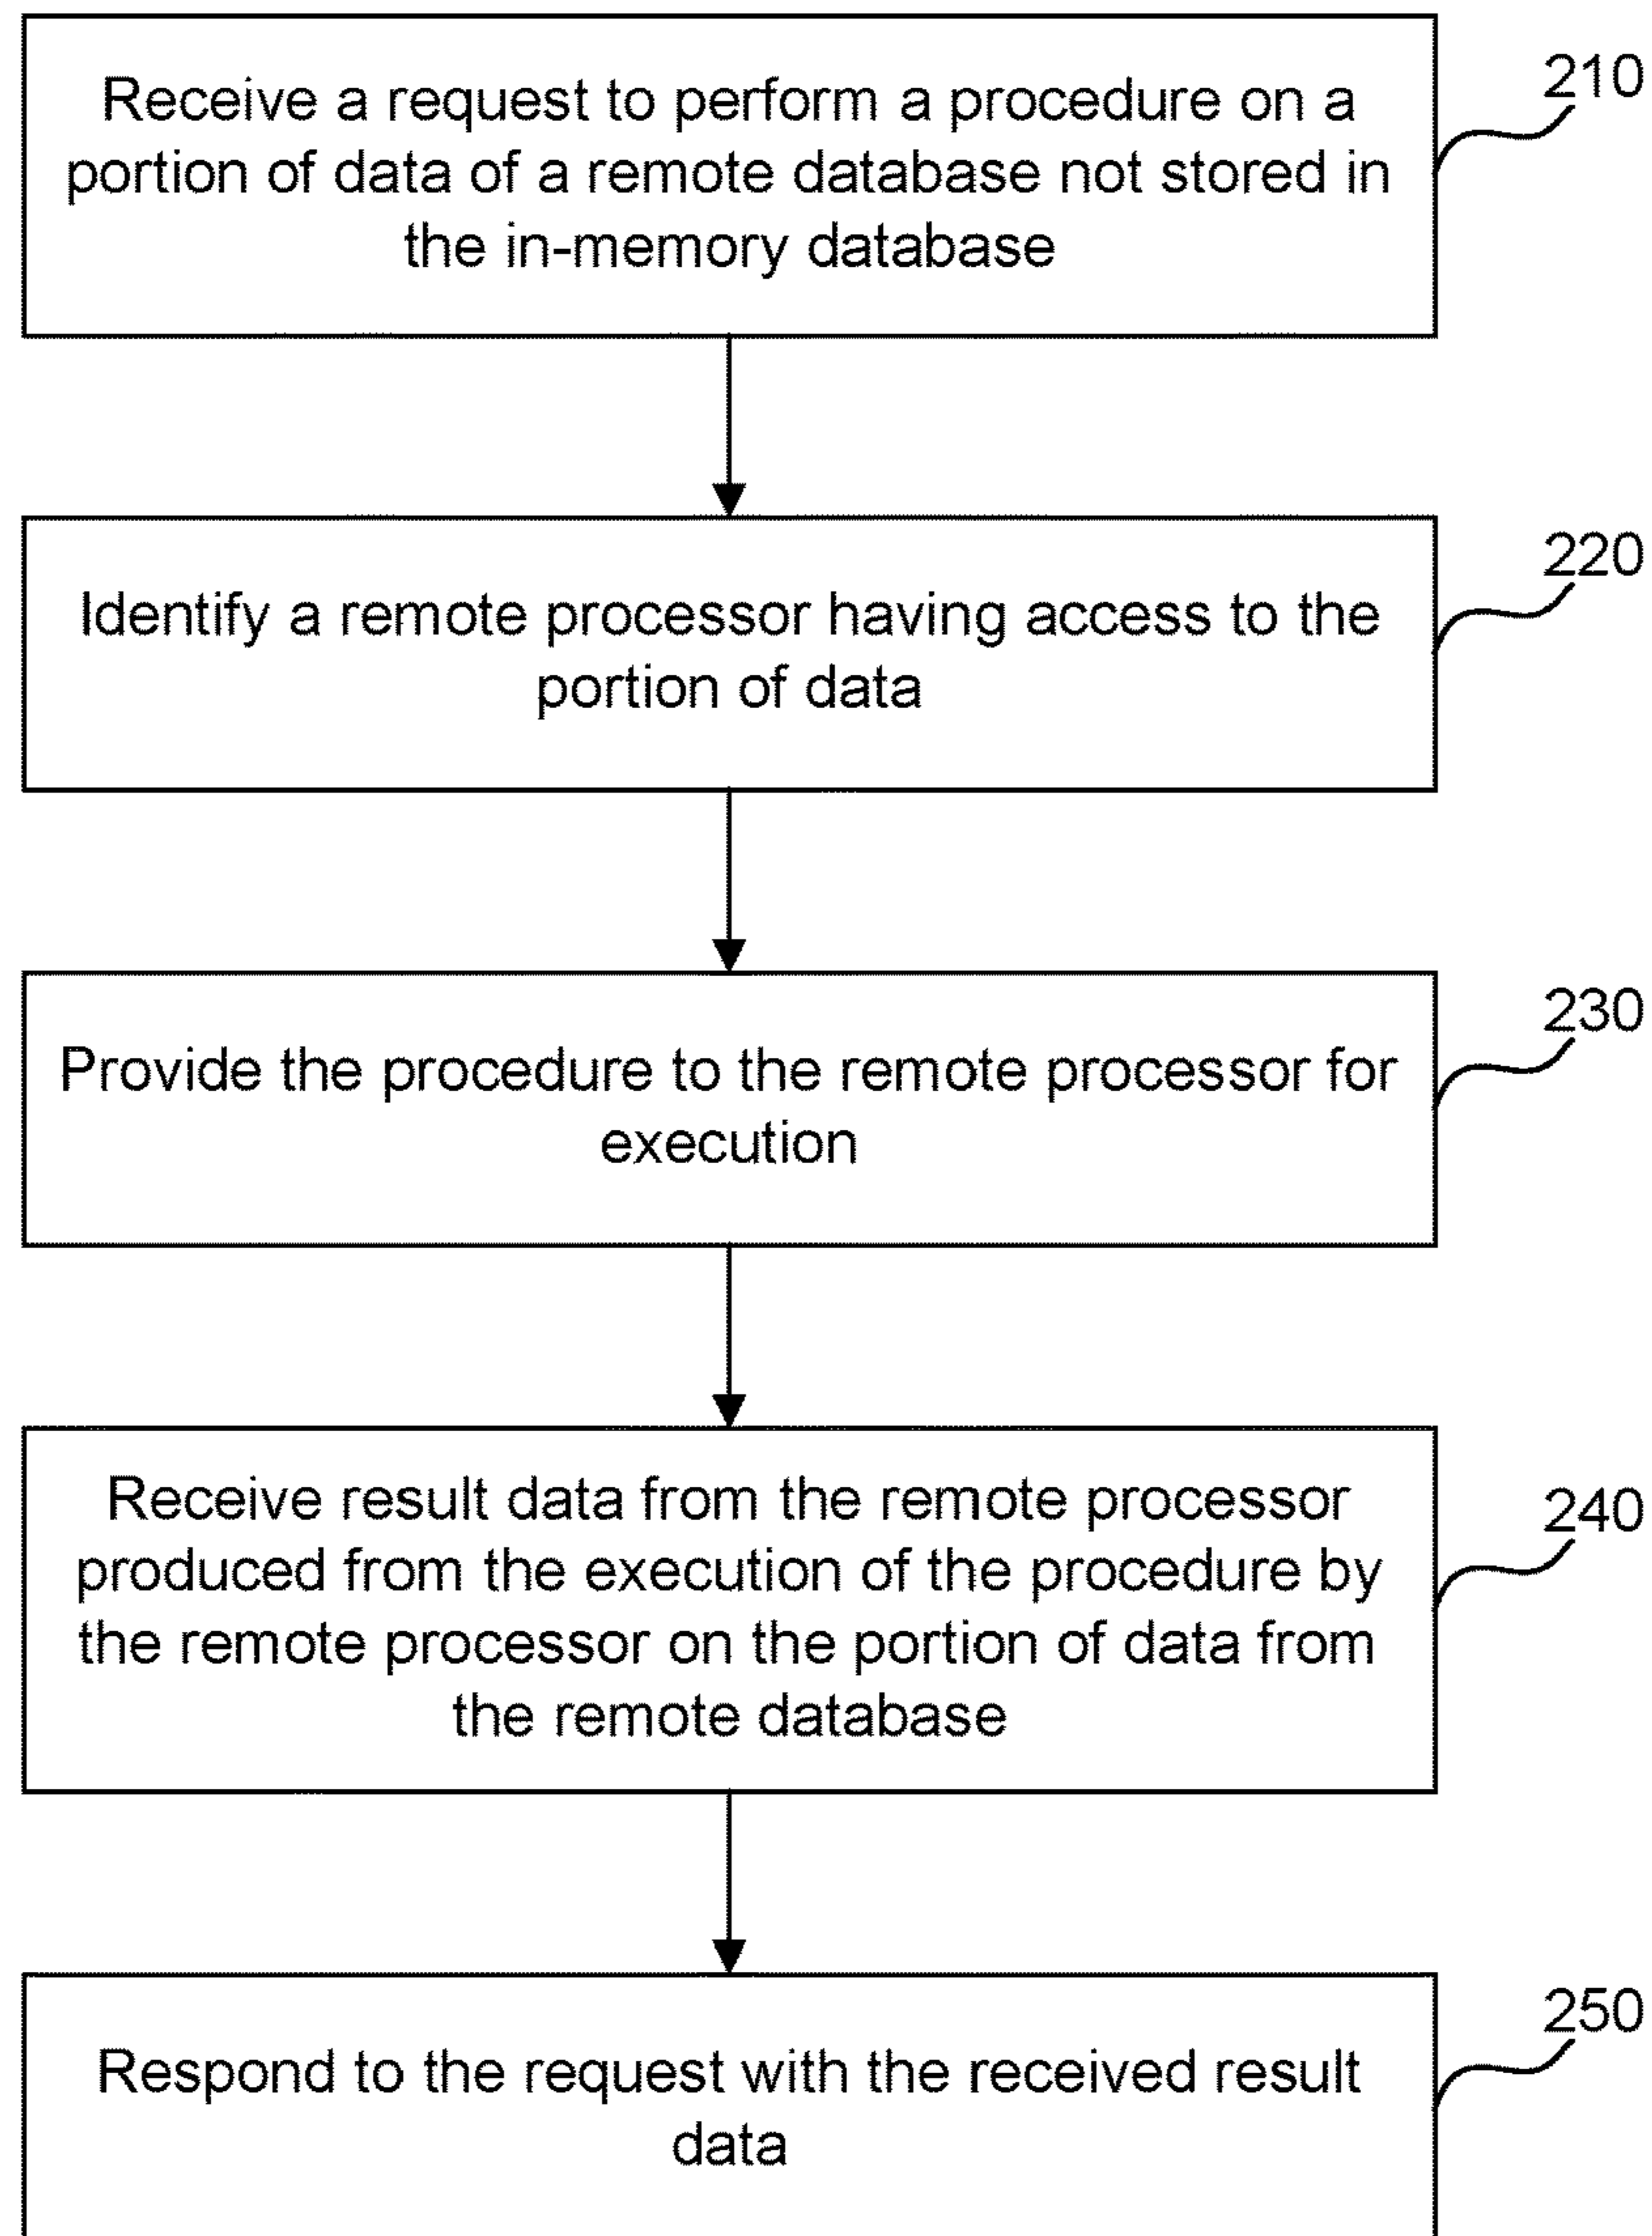 Receive a request to perform a procedure on a
portion of data of a remote database not stored in
the in-memory database
210
Identify a remote processor having access to the
portion of data
220
Provide the procedure to the remote processor for
execution
230
Receive result data from the remote processor
produced from the execution of the procedure by
the remote processor on the portion of data from
the remote database
240
Respond to the request with the received result
data
250